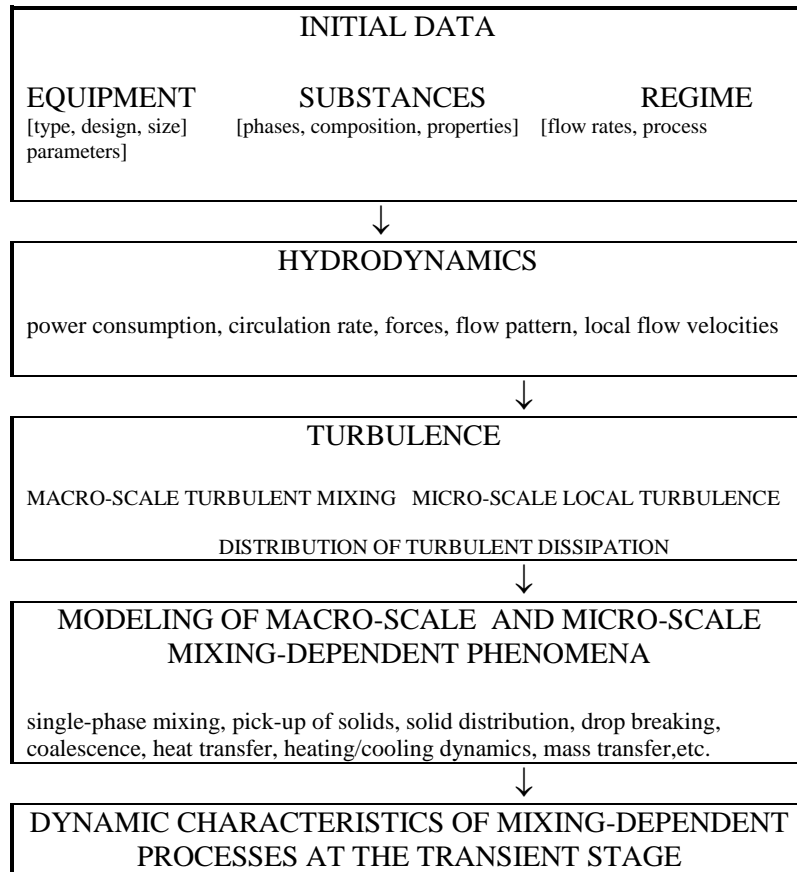 INITIAL DATA
EQUIPMENT SUBSTANCES REGIME
[type, design, size] [phases, composition, properties] [flow rates, process
parameters]
↓
HYDRODYNAMICS
power consumption, circulation rate, forces, flow pattern, local flow velocities
↓
TURBULENCE
MACRO-SCALE TURBULENT MIXING MICRO-SCALE LOCAL TURBULENCE
DISTRIBUTION OF TURBULENT DISSIPATION
↓
MODELING OF MACRO-SCALE AND MICRO-SCALE
MIXING-DEPENDENT PHENOMENA
single-phase mixing, pick-up of solids, solid distribution, drop breaking,
coalescence, heat transfer, heating/cooling dynamics, mass transfer,etc.
↓
DYNAMIC CHARACTERISTICS OF MIXING-DEPENDENT
PROCESSES AT THE TRANSIENT STAGE